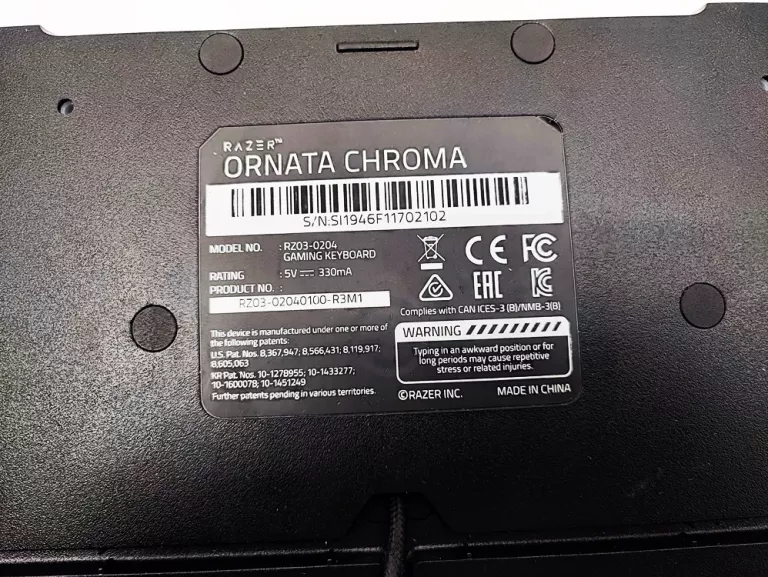 RAZER™
ORNATA CHROMA
S/N:SI1946F11702102
MODEL NO. : RZ03-0204
GAMING KEYBOARD
RATING : 5V ⎓ 330mA
PRODUCT NO. :
RZ03-02040100-R3M1
This device is manufactured under one or more of
the following patents:
U.S. Pat. Nos. 8,367,947; 8,566,431; 8,119,917;
8,605,063
KR Pat. Nos. 10-1278955; 10-1433277;
10-1600078; 10-1451249
Further patents pending in various territories.
CE FC
EAC
Complies with CAN ICES-3 (B)/NMB-3(B)
WARNING
Typing in an awkward position or for
long periods may cause repetitive
stress or related injuries.
©RAZER INC. MADE IN CHINA